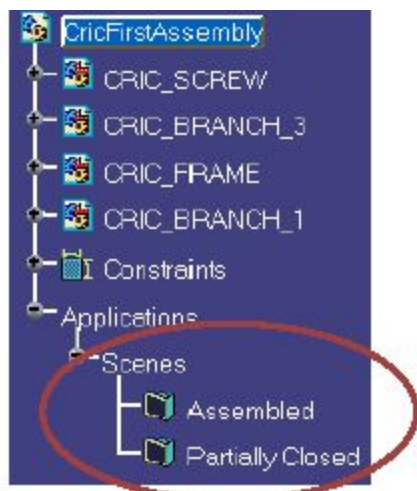 CricFirstAssembly
CRIC_SCREW
CRIC_BRANCH_3
CRIC_FRAME
CRIC_BRANCH_1
Constraints
Applications
Scenes
Assembled
Partially Closed